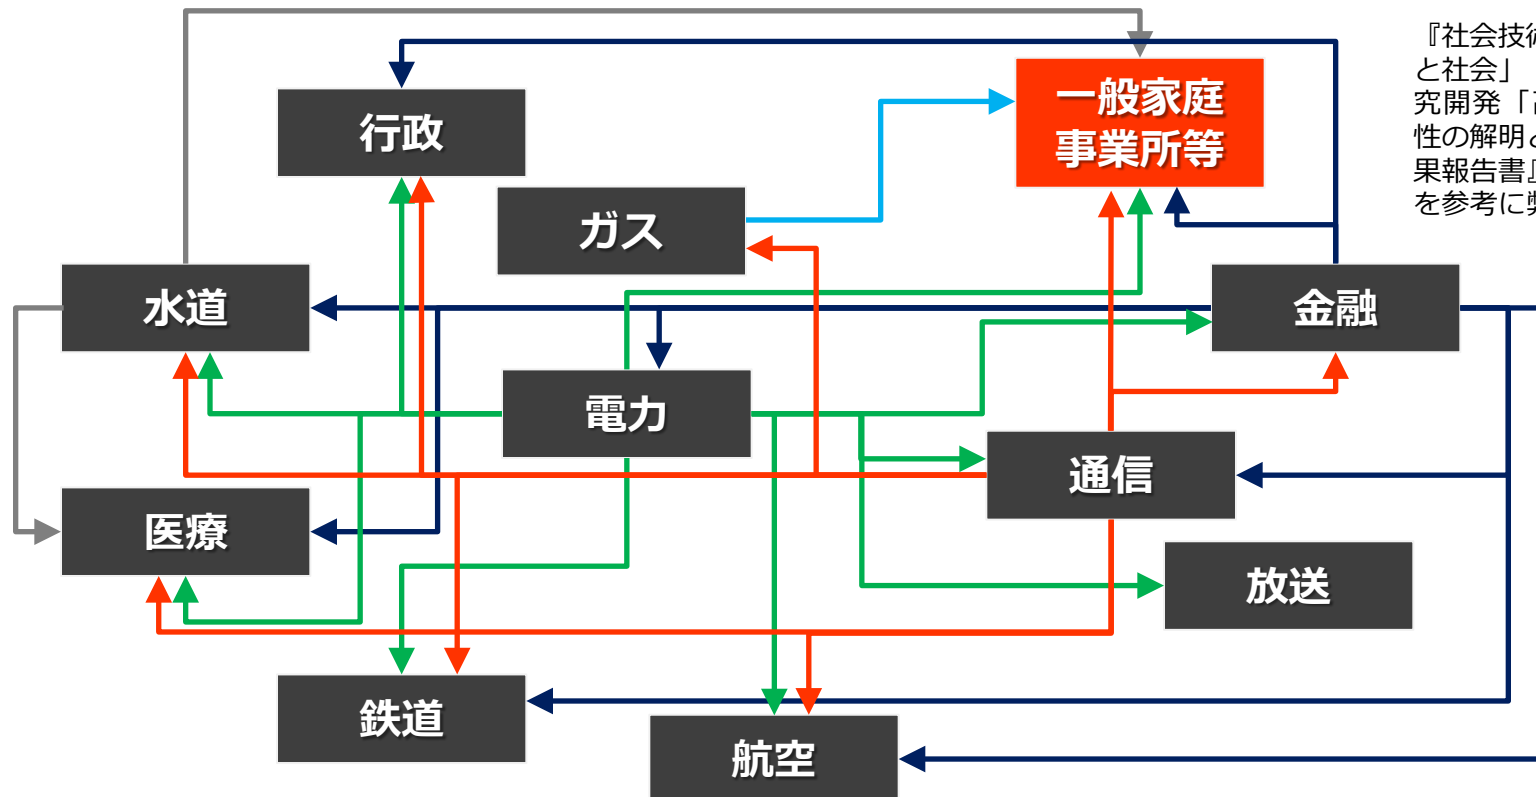 『社会技術
と社会」
究開発「
性の解明と
果報告書』
を参考に
行政
一般家庭
事業所等
ガス
水道
金融
電力
通信
医療
放送
鉄道
航空